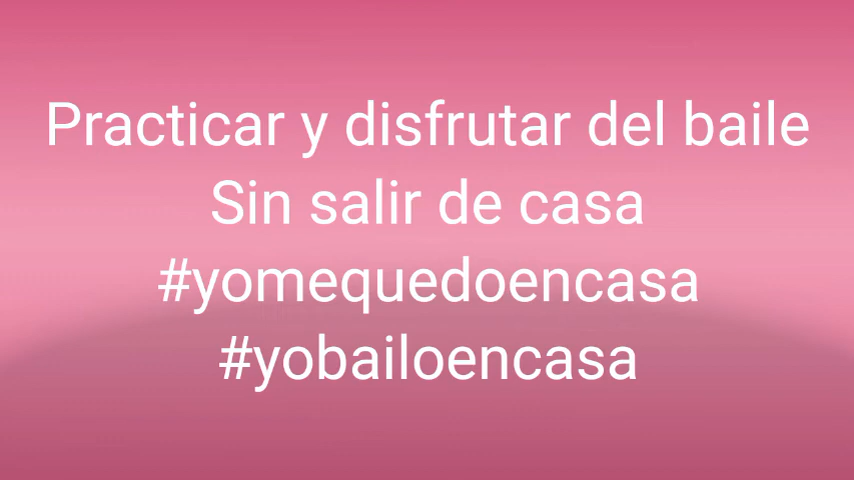 Practicar y disfrutar del baile
Sin salir de casa
#yomequedoencasa
#yobailoencasa